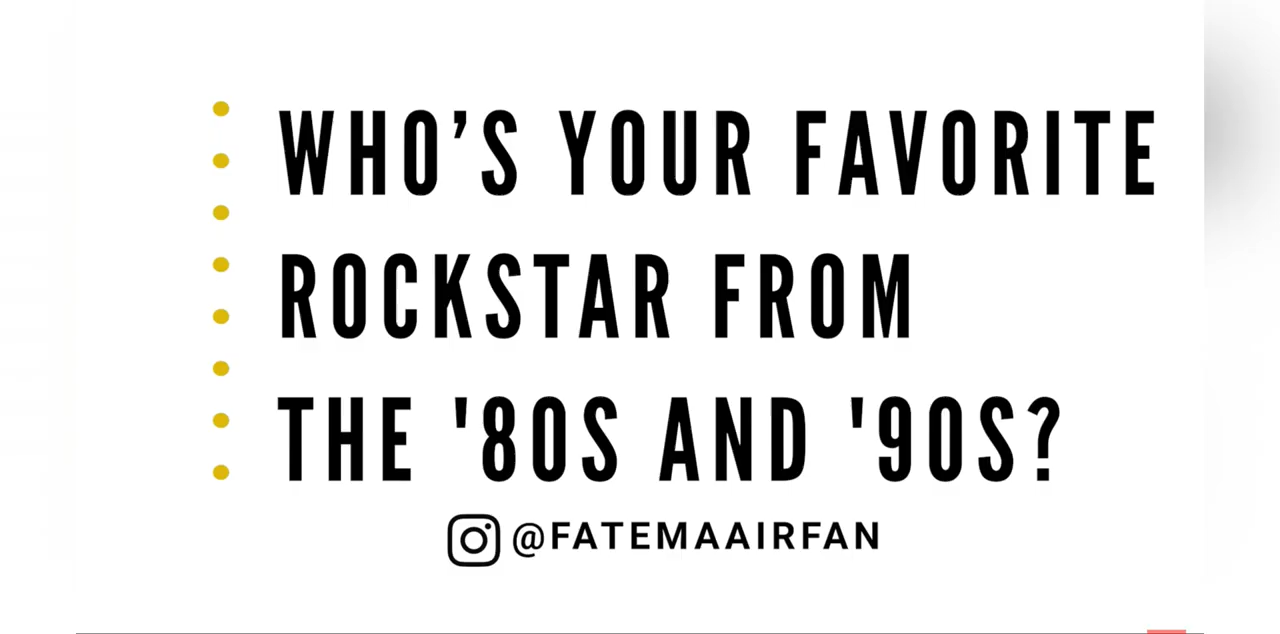 WHO’S YOUR FAVORITE
ROCKSTAR FROM
THE '80S AND '90S?
@FATEMAAIRFAN